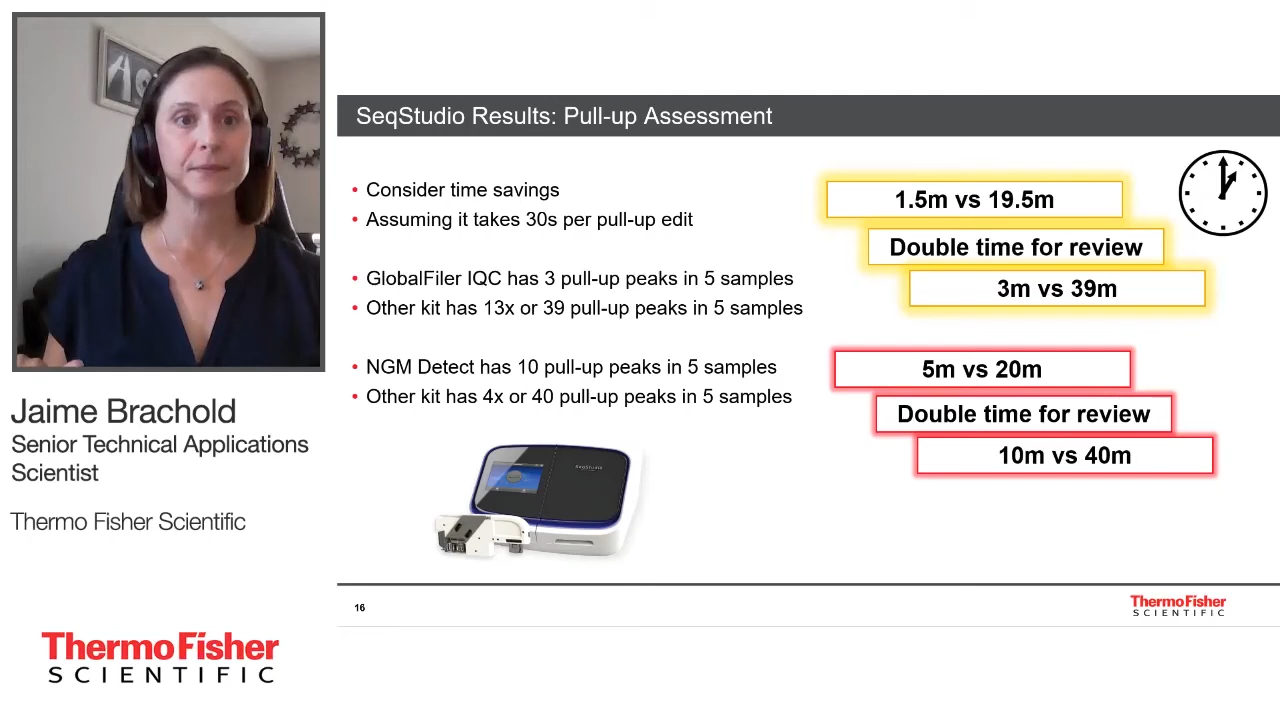 Jaime Brachold
Senior Technical Applications
Scientist
Thermo Fisher Scientific
ThermoFisher
SCIENTIFIC
SeqStudio Results: Pull-up Assessment
• Consider time savings
• Assuming it takes 30s per pull-up edit
• GlobalFiler IQC has 3 pull-up peaks in 5 samples
• Other kit has 13x or 39 pull-up peaks in 5 samples
• NGM Detect has 10 pull-up peaks in 5 samples
• Other kit has 4x or 40 pull-up peaks in 5 samples
1.5m vs 19.5m
Double time for review
3m vs 39m
5m vs 20m
Double time for review
10m vs 40m
SeqStudio
16
ThermoFisher
SCIENTIFIC